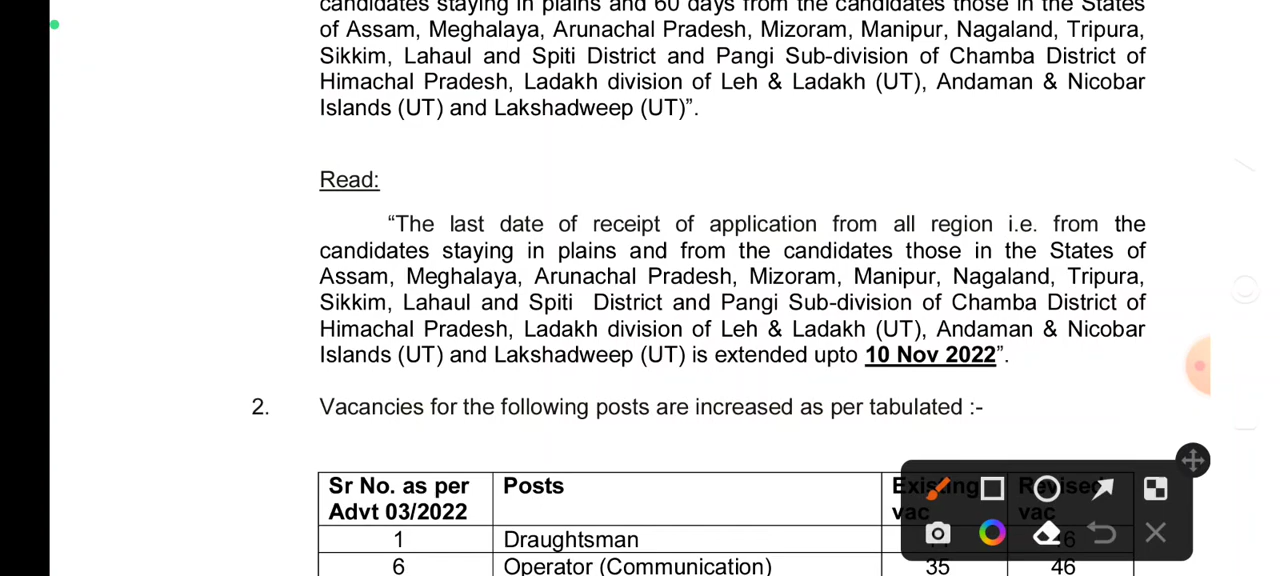 candidates staying in plains and 60 days from the candidates those in the States
of Assam, Meghalaya, Arunachal Pradesh, Mizoram, Manipur, Nagaland, Tripura,
Sikkim, Lahaul and Spiti District and Pangi Sub-division of Chamba District of
Himachal Pradesh, Ladakh division of Leh & Ladakh (UT), Andaman & Nicobar
Islands (UT) and Lakshadweep (UT)”.
Read:
“The last date of receipt of application from all region i.e. from the
candidates staying in plains and from the candidates those in the States of
Assam, Meghalaya, Arunachal Pradesh, Mizoram, Manipur, Nagaland, Tripura,
Sikkim, Lahaul and Spiti District and Pangi Sub-division of Chamba District of
Himachal Pradesh, Ladakh division of Leh & Ladakh (UT), Andaman & Nicobar
Islands (UT) and Lakshadweep (UT) is extended upto 10 Nov 2022”.
2. Vacancies for the following posts are increased as per tabulated :-
Sr No. as per Posts Existing Revised
Advt 03/2022 vac vac
1 Draughtsman
6 Operator (Communication) 35 46